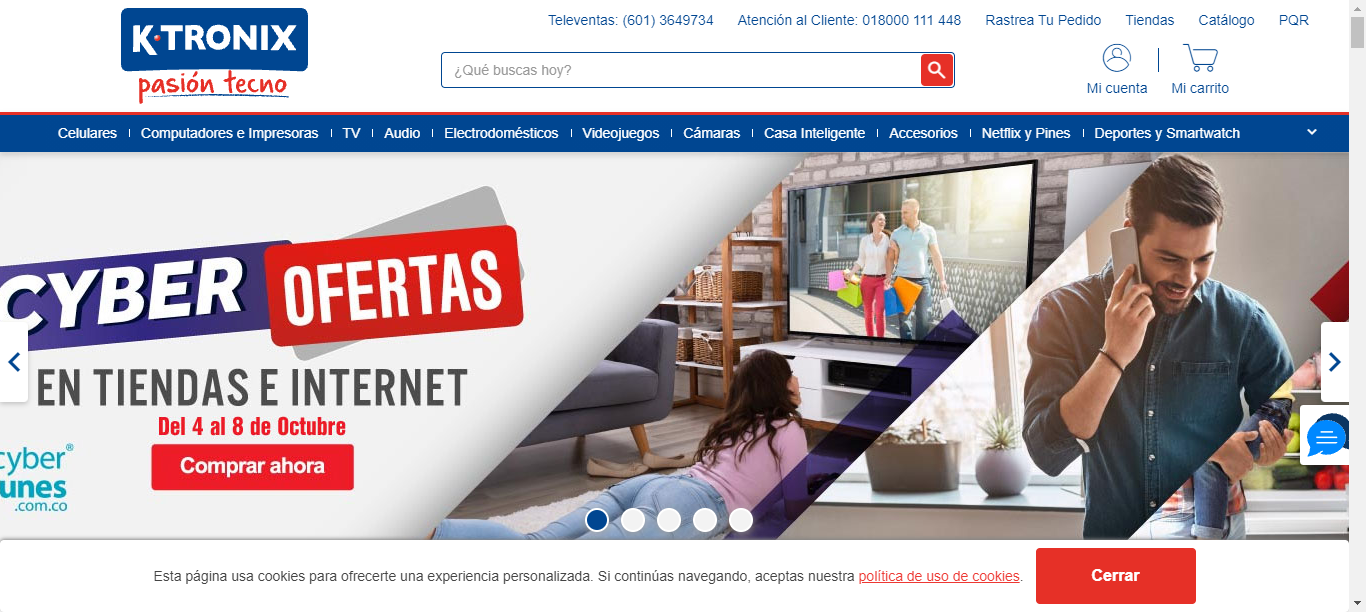 K·TRONIX
pasión tecno
Televentas: (601) 3649734 Atención al Cliente: 018000 111 448 Rastrea Tu Pedido Tiendas Catálogo PQR
¿Qué buscas hoy?
Mi cuenta Mi carrito
Celulares Computadores e Impresoras TV Audio Electrodomésticos Videojuegos Cámaras Casa Inteligente Accesorios Netflix y Pines Deportes y Smartwatch
CYBER OFERTAS
EN TIENDAS E INTERNET
Del 4 al 8 de Octubre
Comprar ahora
cyber
unes
.com.co
Esta página usa cookies para ofrecerte una experiencia personalizada. Si continúas navegando, aceptas nuestra política de uso de cookies.
Cerrar